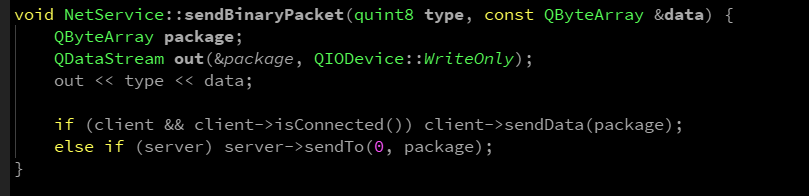 void NetService::sendBinaryPacket(quint8 type, const QByteArray &data) {
    QByteArray package;
    QDataStream out(&package, QIODevice::WriteOnly);
    out << type << data;

    if (client && client->isConnected()) client->sendData(package);
    else if (server) server->sendTo(0, package);
}